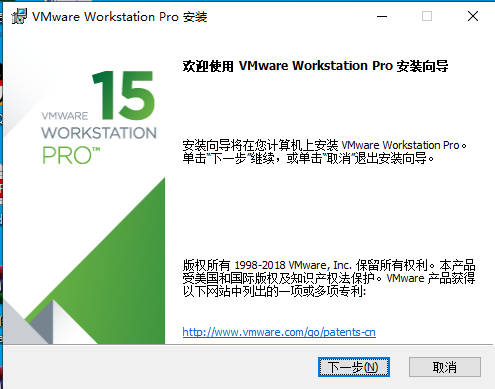 VMware Workstation Pro 安装
欢迎使用 VMware Workstation Pro 安装向导
15
VMWARE
WORKSTATION
PRO™
安装向导将在您计算机上安装 VMware Workstation Pro。
单击“下一步”继续，或单击“取消”退出安装向导。
版权所有 1998-2018 VMware, Inc. 保留所有权利。本产品
受美国和国际版权及知识产权法保护。VMware 产品获得
以下网站中列出的一项或多项专利:
http://www.vmware.com/go/patents-cn
下一步(N)
取消